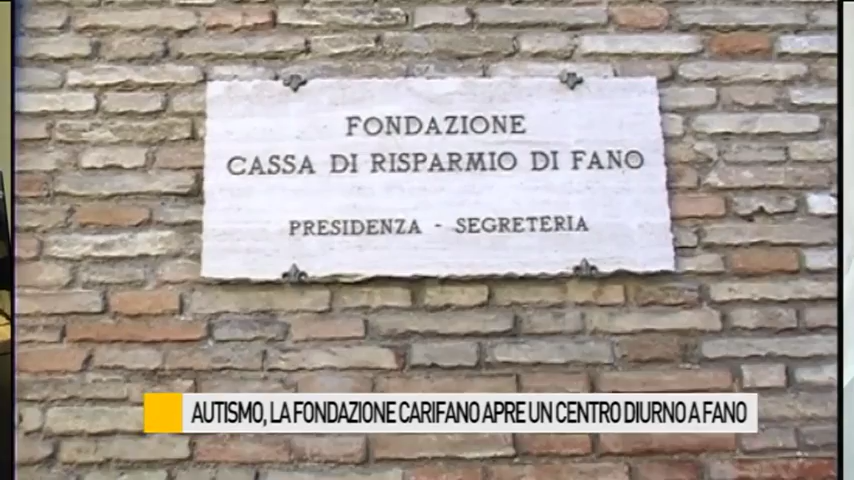 FONDAZIONE
CASSA DI RISPARMIO DI FANO
PRESIDENZA - SEGRETERIA
AUTISMO, LA FONDAZIONE CARIFANO APRE UN CENTRO DIURNO A FANO